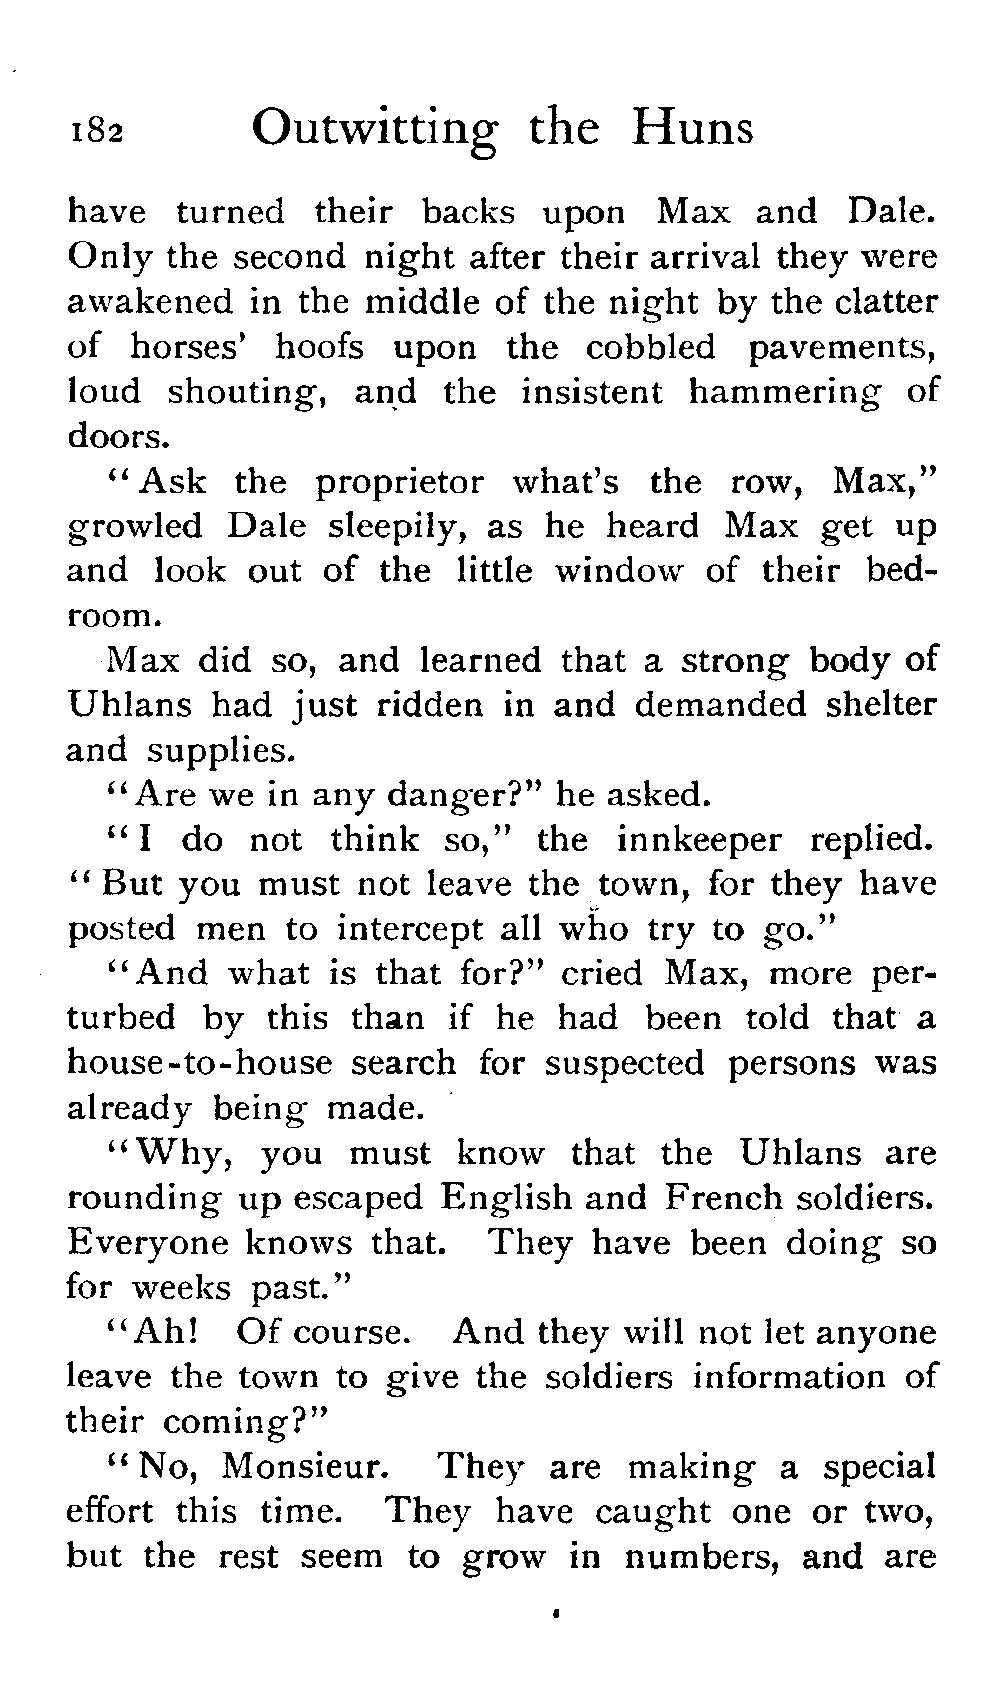 182 Outwitting the Huns
have turned their backs upon Max and Dale.
Only the second night after their arrival they were
awakened in the middle of the night by the clatter
of horses' hoofs upon the cobbled pavements,
loud shouting, and the insistent hammering of
doors.
“Ask the proprietor what's the row, Max,”
growled Dale sleepily, as he heard Max get up
and look out of the little window of their bed-
room.
Max did so, and learned that a strong body of
Uhlans had just ridden in and demanded shelter
and supplies.
“Are we in any danger?” he asked.
“I do not think so,” the innkeeper replied.
“But you must not leave the town, for they have
posted men to intercept all who try to go.”
“And what is that for?” cried Max, more per-
turbed by this than if he had been told that a
house-to-house search for suspected persons was
already being made.
“Why, you must know that the Uhlans are
rounding up escaped English and French soldiers.
Everyone knows that. They have been doing so
for weeks past.”
“Ah! Of course. And they will not let anyone
leave the town to give the soldiers information of
their coming?”
“No, Monsieur. They are making a special
effort this time. They have caught one or two,
but the rest seem to grow in numbers, and are